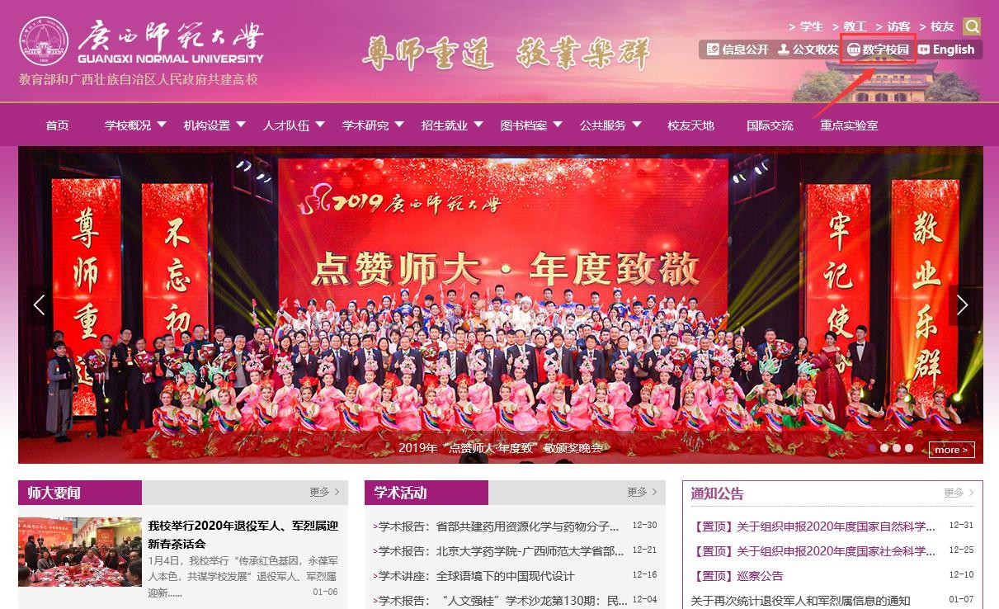 廣西師範大學
GUANGXI NORMAL UNIVERSITY
教育部和广西壮族自治区人民政府共建高校
1932
尊師重道 敬業樂群
> 学生 > 教工 > 访客 > 校友
信息公开 公文收发 数字校园 EN English
首页 学校概况 机构设置 人才队伍 学术研究 招生就业 图书档案 公共服务 校友天地 国际交流 重点实验室
2019 廣西師範大學
点赞师大·年度致敬
尊师重道
不忘初
牢记使
敬业乐群
2019年“点赞师大·年度致”敬颁奖晚会
more >
师大要闻 更多 >
我校举行2020年退役军人、军烈属迎
新春茶话会
1月4日，我校举行“传承红色基因，永葆军
人本色，共谋学校发展”退役军人、军烈属
迎新...... 01-06
学术活动 更多 >
>学术报告：省部共建药用资源化学与药物分子... 12-30
>学术报告：北京大学药学院-广西师范大学省部... 12-21
>学术讲座：全球语境下的中国现代设计 12-16
>学术报告：“人文强桂”学术沙龙第130期：民... 12-04
通知公告 更多 >
【置顶】关于组织申报2020年度国家自然科学... 12-31
【置顶】关于组织申报2020年度国家社会科学... 12-25
【置顶】巡察公告 12-10
关于再次统计退役军人和军烈属信息的通知 01-07